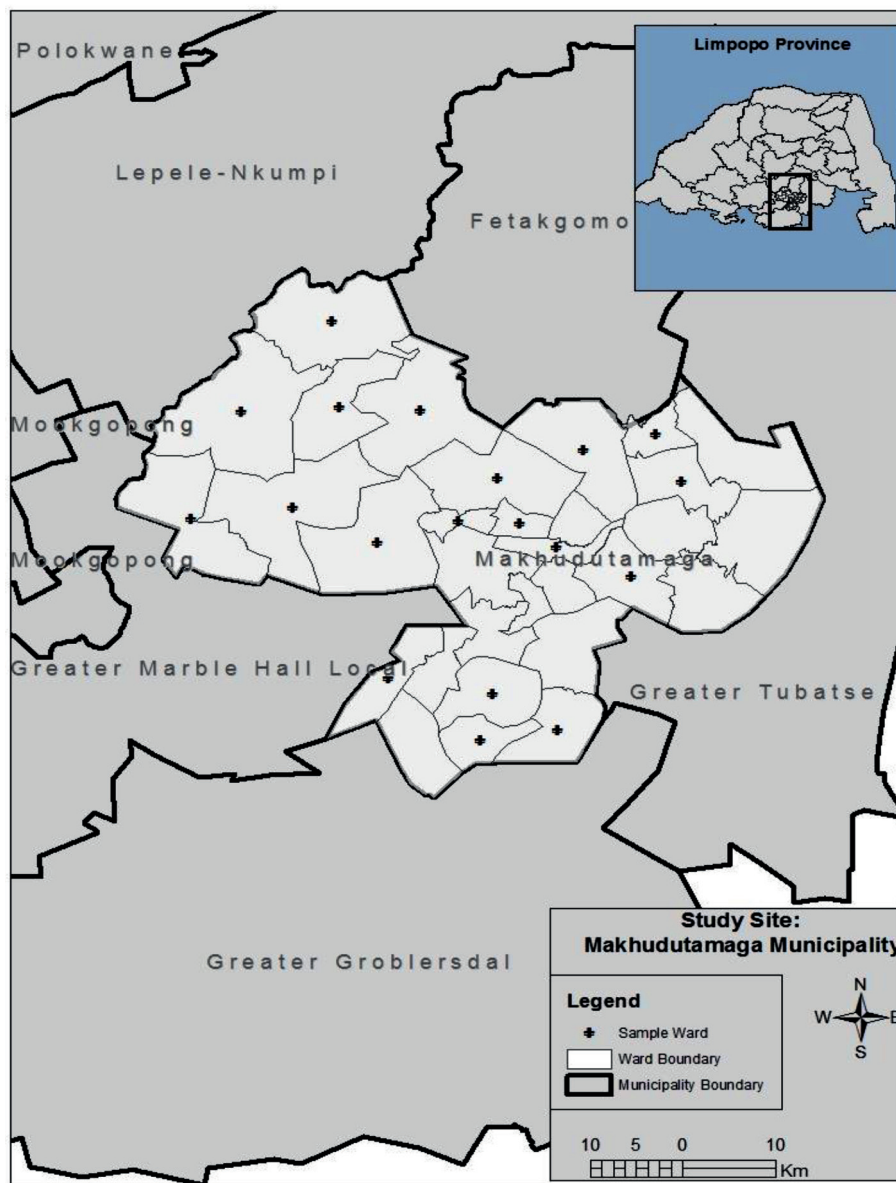 Polokwane
Limpopo Province
Lepele-Nkumpi
Fetakgomo
Mookgopong
Mookgopong
Makhudutamaga
Greater Marble Hall Local
Greater Tubatse
Greater Groblersdal
Study Site:
Makhudutamaga Municipality
Legend
Sample Ward
Ward Boundary
Municipality Boundary
N
W E
S
10 5 0 10
Km